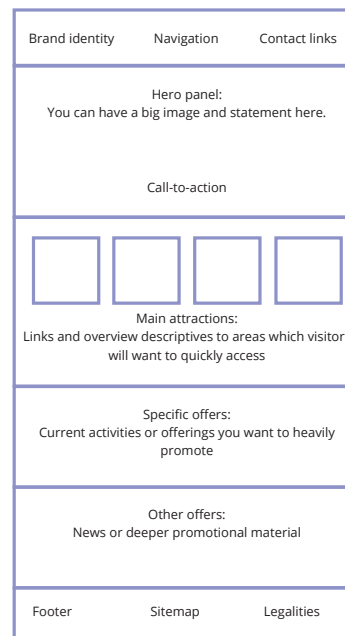 Brand identity Navigation Contact links
Hero panel:
You can have a big image and statement here.
Call-to-action
Main attractions:
Links and overview descriptives to areas which visitor
will want to quickly access
Specific offers:
Current activities or offerings you want to heavily
promote
Other offers:
News or deeper promotional material
Footer Sitemap Legalities